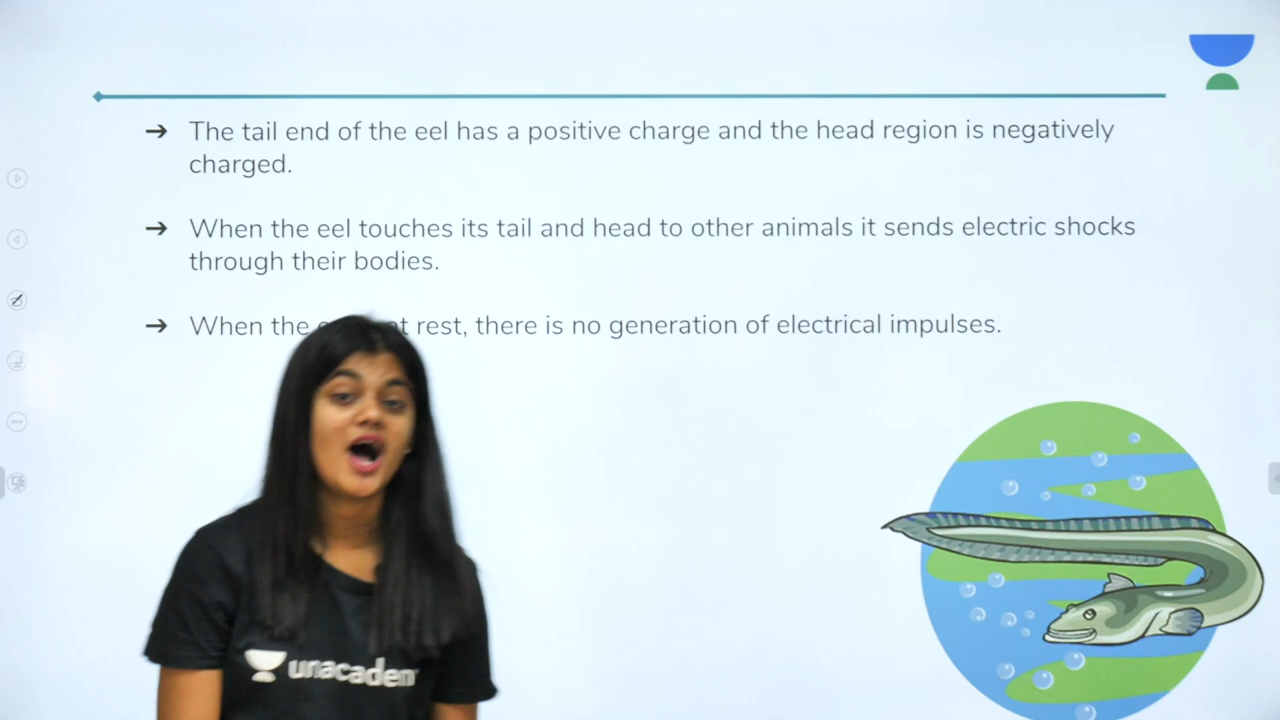 ➔ The tail end of the eel has a positive charge and the head region is negatively
charged.
➔ When the eel touches its tail and head to other animals it sends electric shocks
through their bodies.
➔ When the at rest, there is no generation of electrical impulses.
unacadem